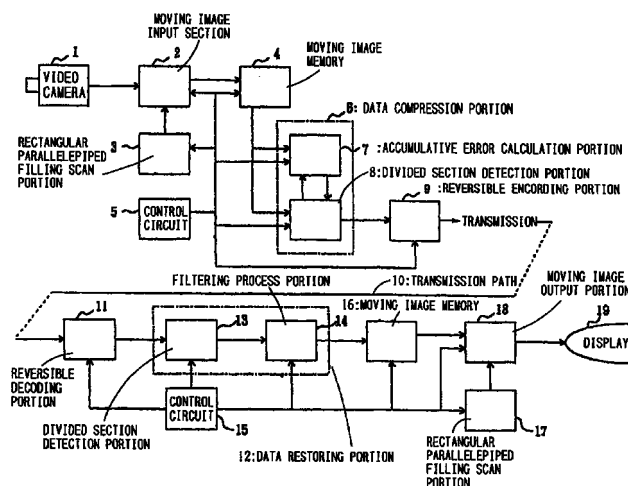 MOVING IMAGE
INPUT SECTION
1
2
4
MOVING IMAGE
MEMORY
VIDEO
CAMERA
6: DATA COMPRESSION PORTION
3
RECTANGULAR
PARALLELEPIPED
FILLING SCAN
PORTION
7 :ACCUMULATIVE ERROR CALCULATION PORTION
8:DIVIDED SECTION DETECTION PORTION
9 :REVERSIBLE ENCORDING PORTION
5
CONTROL
CIRCUIT
TRANSMISSION
10:TRANSMISSION PATH
FILTERING PROCESS PORTION
MOVING IMAGE
OUTPUT PORTION
11
13
14
16:MOVING IMAGE MEMORY
18
19
DISPLAY
REVERSIBLE
DECODING
PORTION
DIVIDED SECTION
DETECTION PORTION
CONTROL
CIRCUIT
15
12:DATA RESTORING PORTION
17
RECTANGULAR
PARALLELEPIPED
FILLING SCAN
PORTION